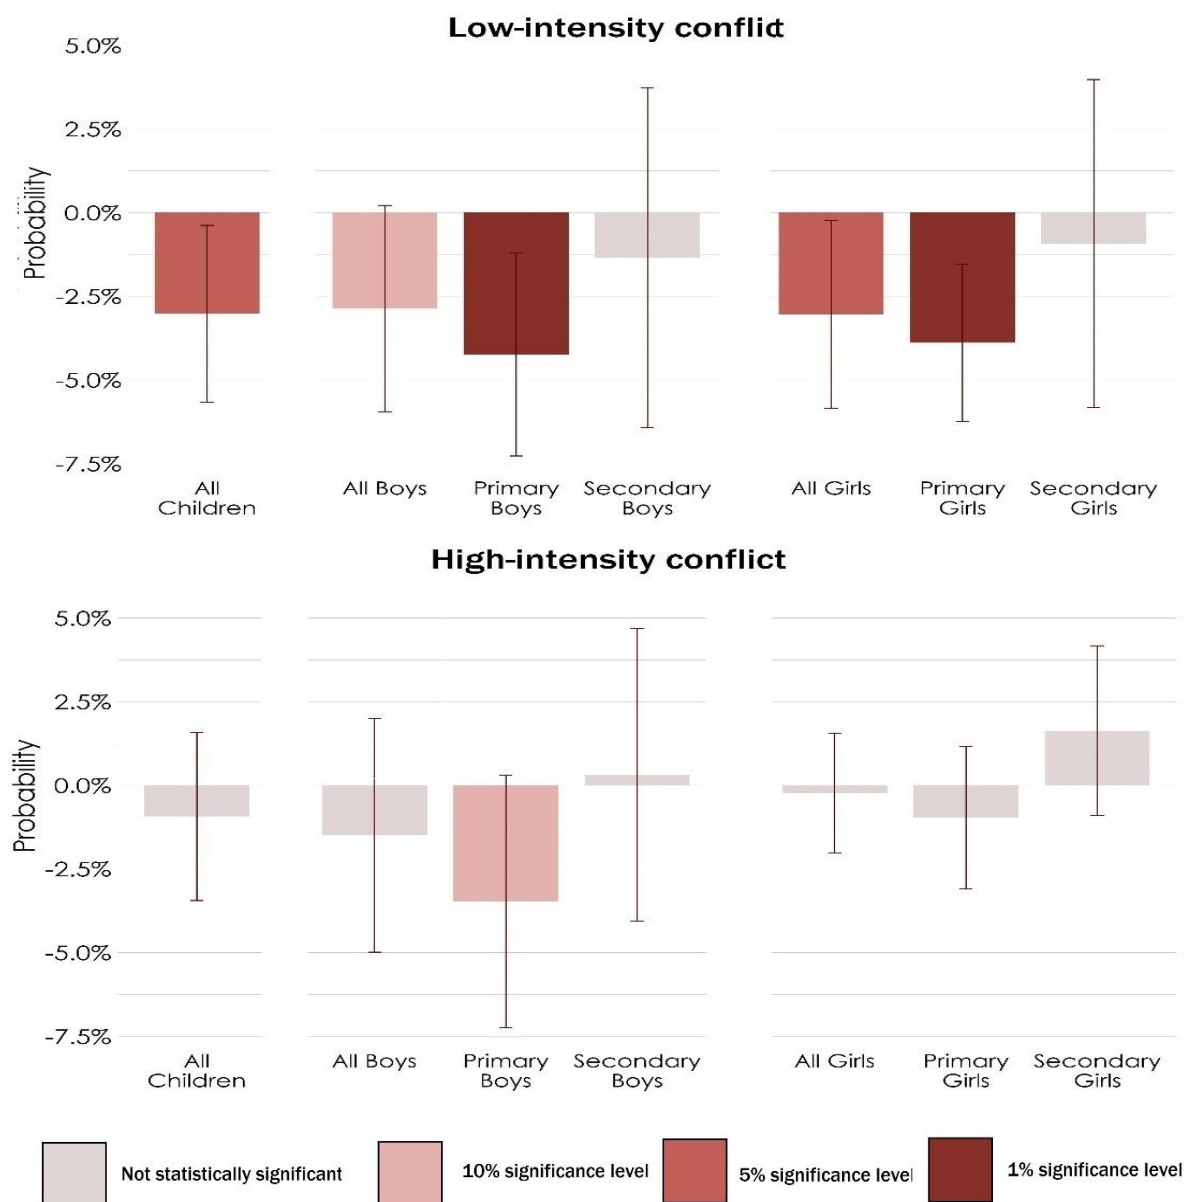 Low-intensity conflict
5.0%
2.5%
0.0%
-2.5%
-5.0%
-7.5%
Probability
All
Children
All Boys
Primary
Boys
Secondary
Boys
All Girls
Primary
Girls
Secondary
Girls
High-intensity conflict
5.0%
2.5%
0.0%
-2.5%
-5.0%
-7.5%
Probability
All
Children
All Boys
Primary
Boys
Secondary
Boys
All Girls
Primary
Girls
Secondary
Girls
Not statistically significant
10% significance level
5% significance level
1% significance level